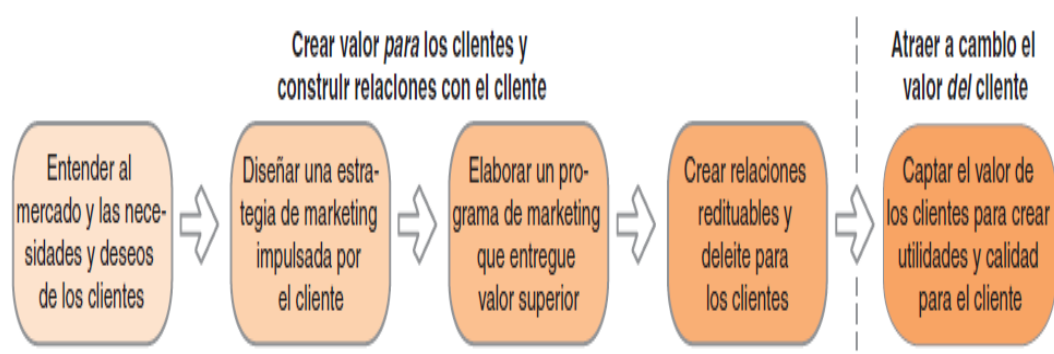 Crear valor para los clientes y
construir relaciones con el cliente
Atraer a cambio el
valor del cliente
Entender al
mercado y las nece-
sidades y deseos
de los clientes
Diseñar una estra-
tegia de marketing
impulsada por
el cliente
Elaborar un pro-
grama de marketing
que entregue
valor superior
Crear relaciones
redituables y
deleite para
los clientes
Captar el valor de
los clientes para crear
utilidades y calidad
para el cliente